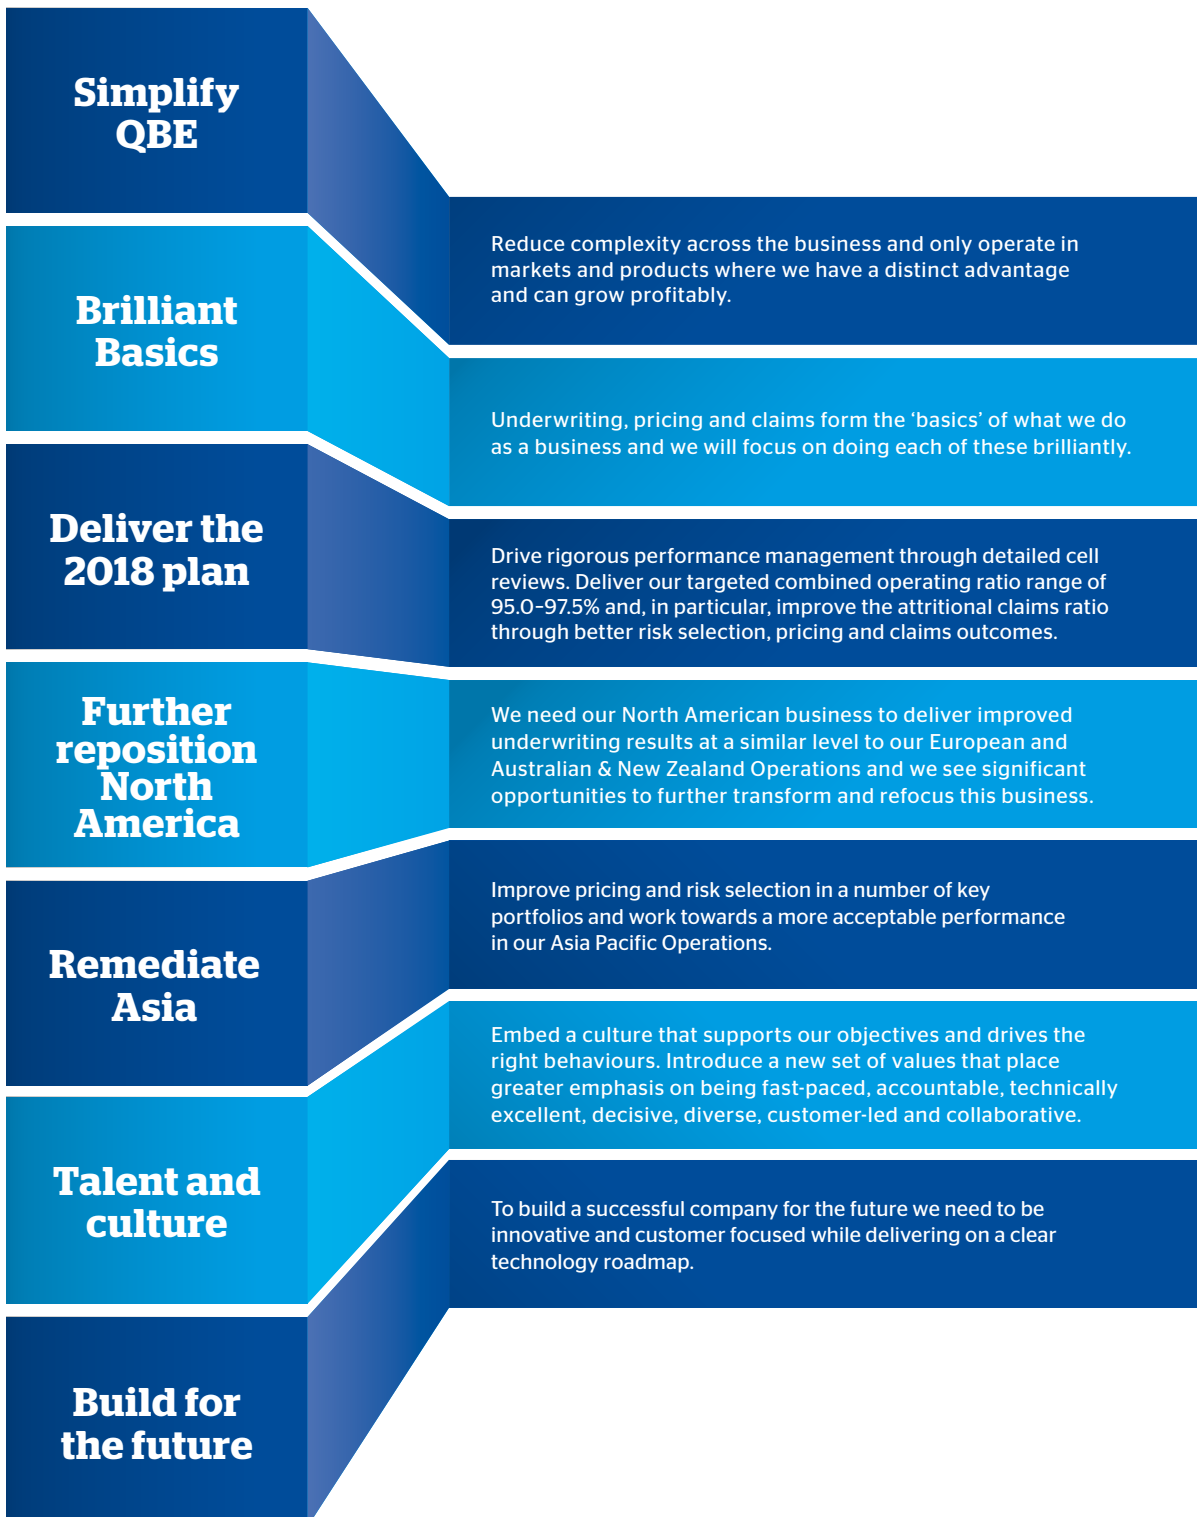 Simplify
QBE
Reduce complexity across the business and only operate in
markets and products where we have a distinct advantage
and can grow profitably.
Brilliant
Basics
Underwriting, pricing and claims form the ‘basics’ of what we do
as a business and we will focus on doing each of these brilliantly.
Deliver the
2018 plan
Drive rigorous performance management through detailed cell
reviews. Deliver our targeted combined operating ratio range of
95.0–97.5% and, in particular, improve the attritional claims ratio
through better risk selection, pricing and claims outcomes.
Further
reposition
North
America
We need our North American business to deliver improved
underwriting results at a similar level to our European and
Australian & New Zealand Operations and we see significant
opportunities to further transform and refocus this business.
Remediate
Asia
Improve pricing and risk selection in a number of key
portfolios and work towards a more acceptable performance
in our Asia Pacific Operations.
Talent and
culture
Embed a culture that supports our objectives and drives the
right behaviours. Introduce a new set of values that place
greater emphasis on being fast-paced, accountable, technically
excellent, decisive, diverse, customer-led and collaborative.
Build for
the future
To build a successful company for the future we need to be
innovative and customer focused while delivering on a clear
technology roadmap.